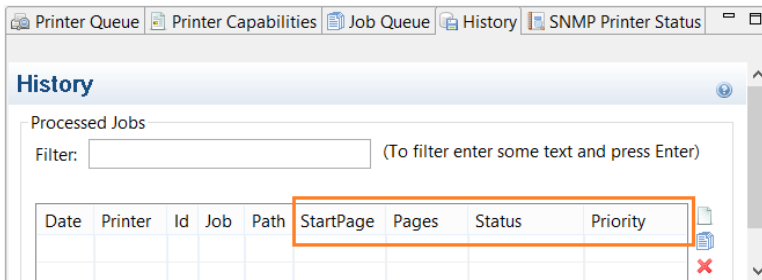 Printer Queue Printer Capabilities Job Queue History SNMP Printer Status
History
Processed Jobs
Filter: (To filter enter some text and press Enter)
Date Printer Id Job Path StartPage Pages Status Priority